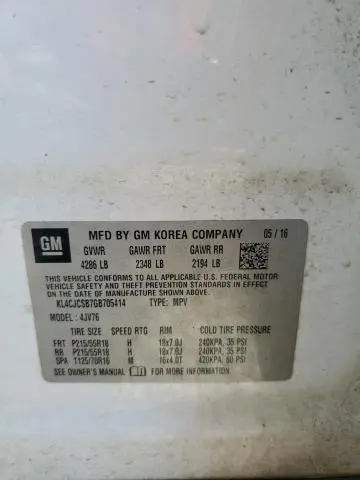 GM
MFD BY GM KOREA COMPANY 05 / 16
GVWR GAWR FRT GAWR RR
4286 LB 2348 LB 2194 LB
THIS VEHICLE CONFORMS TO ALL APPLICABLE U.S. FEDERAL MOTOR
VEHICLE SAFETY AND THEFT PREVENTION STANDARDS IN EFFECT ON
THE DATE OF MANUFACTURE SHOWN ABOVE.
KL4CJCSB7GB705414 TYPE: MPV
MODEL: 4JV76
TIRE SIZE SPEED RTG RIM COLD TIRE PRESSURE
FRT P215/55R18 H 18x7.0J 240KPA, 35 PSI
RR P215/55R18 H 18x7.0J 240KPA, 35 PSI
SPA T125/70R16 M 16x4.0T 420KPA, 60 PSI
SEE OWNER'S MANUAL FOR MORE INFORMATION